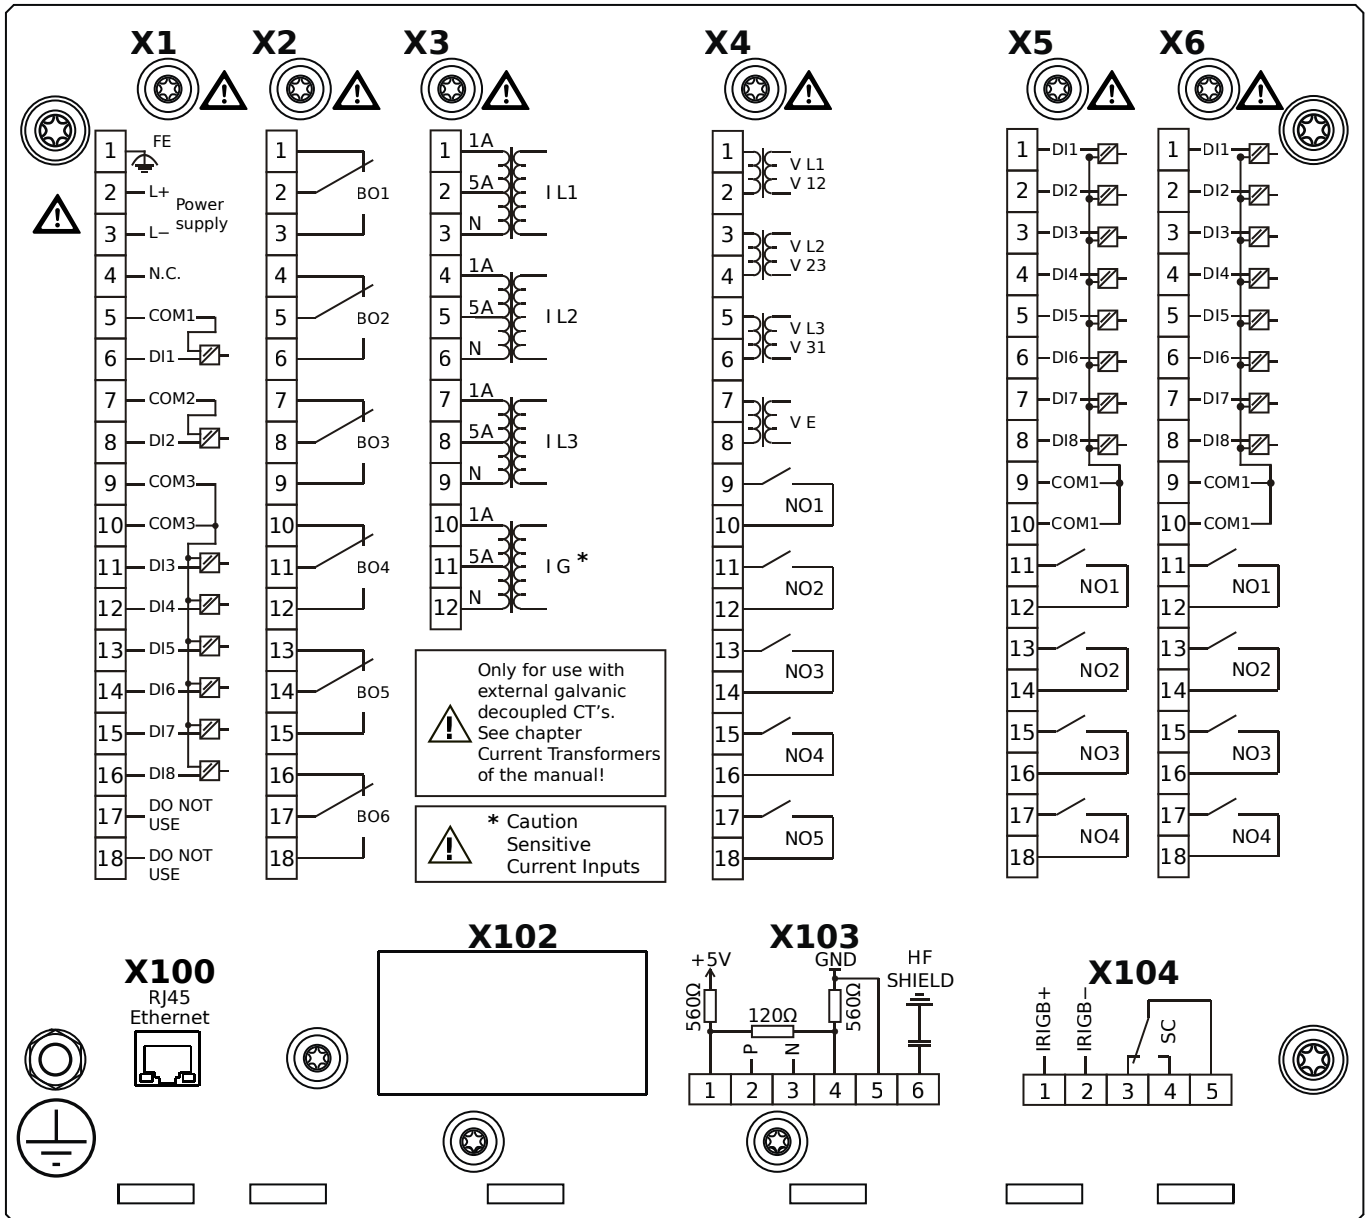 X1 X2 X3 X4 X5 X6
1 FE
2 L+
Power
supply
3 L−
4 N.C.
5 COM1
6 DI1
7 COM2
8 DI2
9 COM3
10 COM3
11 DI3
12 DI4
13 DI5
14 DI6
15 DI7
16 DI8
17 DO NOT
USE
18 DO NOT
USE
1
2 BO1
3
4
5 BO2
6
7
8 BO3
9
10
11 BO4
12
13
14 BO5
15
16
17 BO6
18
1 1A
2 5A I L1
3 N
4 1A
5 5A I L2
6 N
7 1A
8 5A I L3
9 N
10 1A
11 5A I G *
12 N
Only for use with
external galvanic
decoupled CT's.
See chapter
Current Transformers
of the manual!
* Caution
Sensitive
Current Inputs
1 V L1
2 V 12
3 V L2
4 V 23
5 V L3
6 V 31
7 V E
8
9
NO1
10
11
NO2
12
13
NO3
14
15
NO4
16
17
NO5
18
1 DI1
2 DI2
3 DI3
4 DI4
5 DI5
6 DI6
7 DI7
8 DI8
9 COM1
10 COM1
11
NO1
12
13
NO2
14
15
NO3
16
17
NO4
18
1 DI1
2 DI2
3 DI3
4 DI4
5 DI5
6 DI6
7 DI7
8 DI8
9 COM1
10 COM1
11
NO1
12
13
NO2
14
15
NO3
16
17
NO4
18
X100
RJ45
Ethernet
X102
X103
+5V GND HF
SHIELD
560Ω 120Ω 560Ω
P N
1 2 3 4 5 6
X104
IRIGB+ IRIGB− SC
1 2 3 4 5